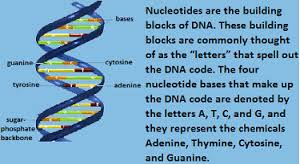 bases
guanine
cytosine
tyrosine
adenine
sugar-
phosphate
backbone
Nucleotides are the building
blocks of DNA. These building
blocks are commonly thought
of as the “letters” that spell out
the DNA code. The four
nucleotide bases that make up
the DNA code are denoted by
the letters A, T, C, and G, and
they represent the chemicals
Adenine, Thymine, Cytosine,
and Guanine.